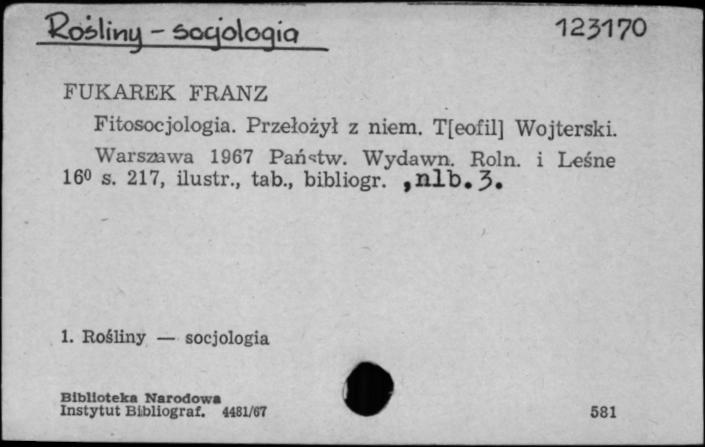 Rośliny - socjologia 123170
FUKAREK FRANZ
Fitosocjologia. Przełożył z niem. T[eofil] Wojterski.
Warszawa 1967 Państw. Wydawn. Roln. i Leśne
16⁰ s. 217, ilustr., tab., bibliogr. , nlb. 3.
1. Rośliny — socjologia
Biblioteka Narodowa
Instytut Bibliograf. 4481/67 581